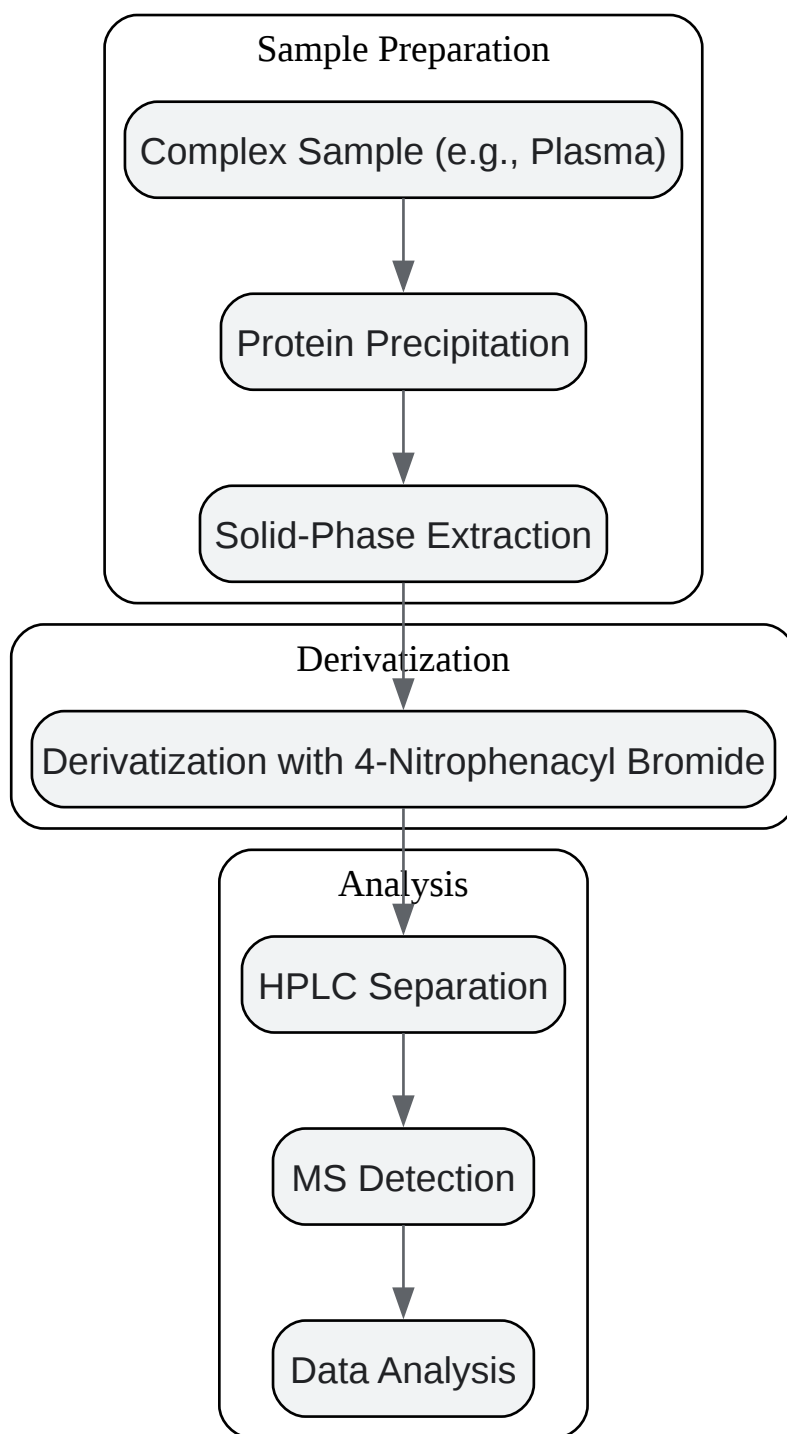 Sample Preparation
Complex Sample (e.g., Plasma)
Protein Precipitation
Solid-Phase Extraction
Derivatization
Derivatization with 4-Nitrophenacyl Bromide
Analysis
HPLC Separation
MS Detection
Data Analysis